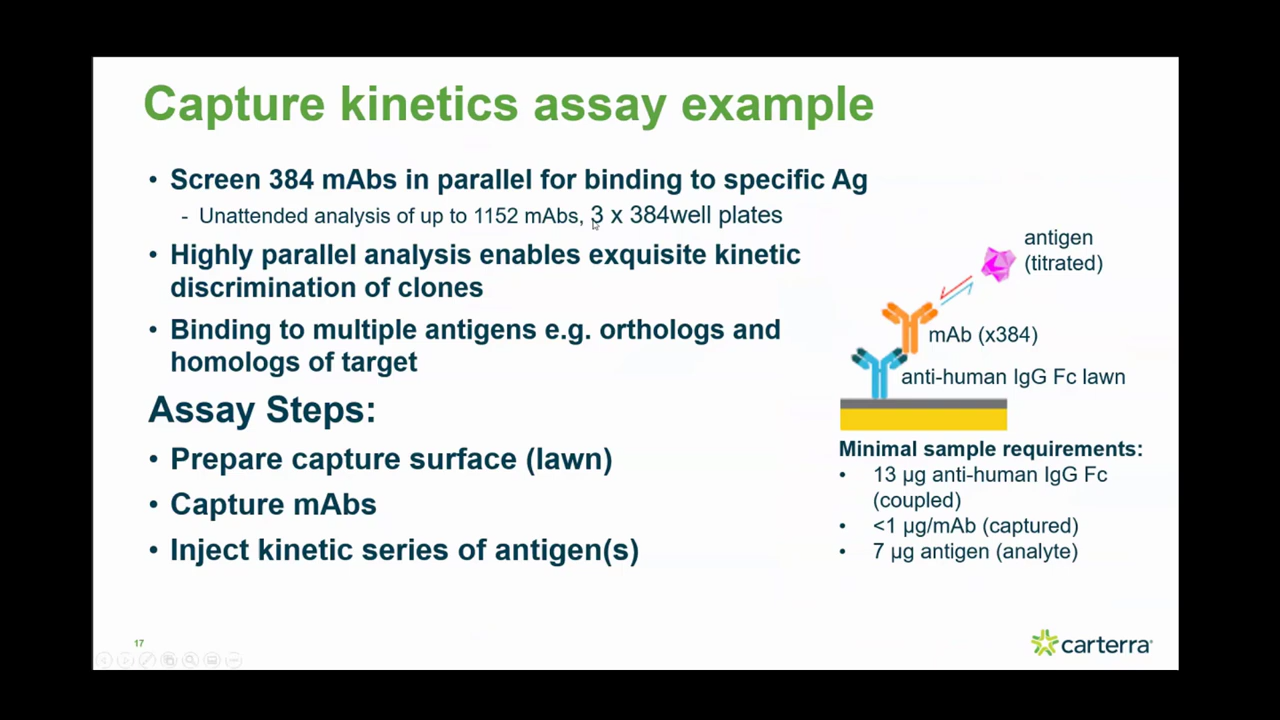 Capture kinetics assay example
• Screen 384 mAbs in parallel for binding to specific Ag
- Unattended analysis of up to 1152 mAbs, 3 x 384well plates
• Highly parallel analysis enables exquisite kinetic
discrimination of clones
• Binding to multiple antigens e.g. orthologs and
homologs of target
Assay Steps:
• Prepare capture surface (lawn)
• Capture mAbs
• Inject kinetic series of antigen(s)
antigen
(titrated)
mAb (x384)
anti-human IgG Fc lawn
Minimal sample requirements:
• 13 µg anti-human IgG Fc
(coupled)
• <1 µg/mAb (captured)
• 7 µg antigen (analyte)
17
carterra